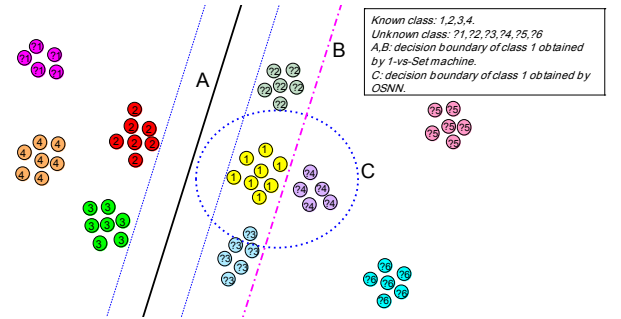 Known class: 1,2,3,4.
Unknown class: ?1,?2,?3,?4,?5,?6
A,B: decision boundary of class 1 obtained
by 1-vs-Set machine.
C: decision boundary of class 1 obtained by
OSNN.
A
B
C
?1 ?1 ?1 ?1 ?1
?2 ?2 ?2 ?2 ?2 ?2
2 2 2 2 2 2 2
?5 ?5 ?5 ?5 ?5 ?5
4 4 4 4 4 4 4
1 1 1 1 1 1 1 1
?4 ?4 ?4 ?4 ?4
3 3 3 3 3 3 3
?3 ?3 ?3 ?3 ?3 ?3
?6 ?6 ?6 ?6 ?6 ?6